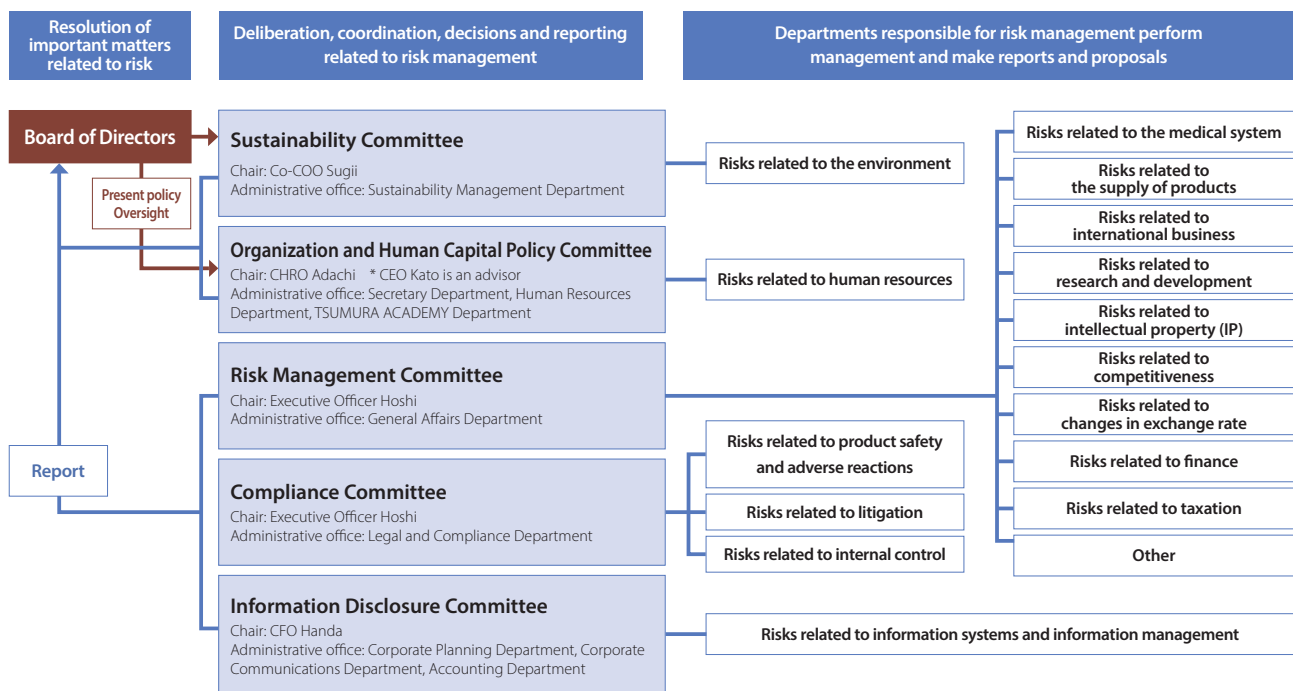 Resolution of
important matters
related to risk
Deliberation, coordination, decisions and reporting
related to risk management
Departments responsible for risk management perform
management and make reports and proposals
Board of Directors
Present policy
Oversight
Report
Sustainability Committee
Chair: Co-COO Sugii
Administrative office: Sustainability Management Department
Organization and Human Capital Policy Committee
Chair: CHRO Adachi * CEO Kato is an advisor
Administrative office: Secretary Department, Human Resources
Department, TSUMURA ACADEMY Department
Risk Management Committee
Chair: Executive Officer Hoshi
Administrative office: General Affairs Department
Compliance Committee
Chair: Executive Officer Hoshi
Administrative office: Legal and Compliance Department
Information Disclosure Committee
Chair: CFO Handa
Administrative office: Corporate Planning Department, Corporate
Communications Department, Accounting Department
Risks related to the environment
Risks related to human resources
Risks related to product safety
and adverse reactions
Risks related to litigation
Risks related to internal control
Risks related to the medical system
Risks related to
the supply of products
Risks related to
international business
Risks related to
research and development
Risks related to
intellectual property (IP)
Risks related to
competitiveness
Risks related to
changes in exchange rate
Risks related to finance
Risks related to taxation
Other
Risks related to information systems and information management